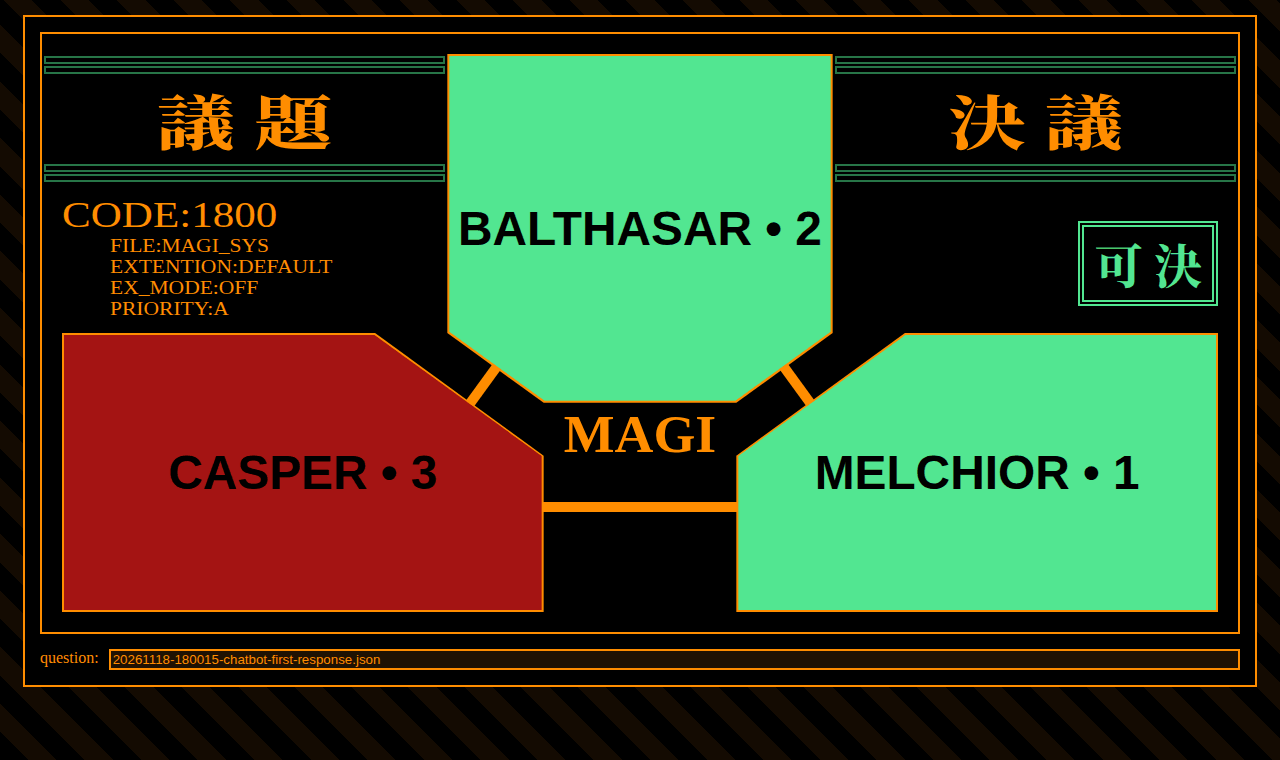 議題
決議
CODE:1800
FILE:MAGI_SYS
EXTENTION:DEFAULT
EX_MODE:OFF
PRIORITY:A
可決
BALTHASAR • 2
CASPER • 3
MAGI
MELCHIOR • 1
question: 20261118-180015-chatbot-first-response.json